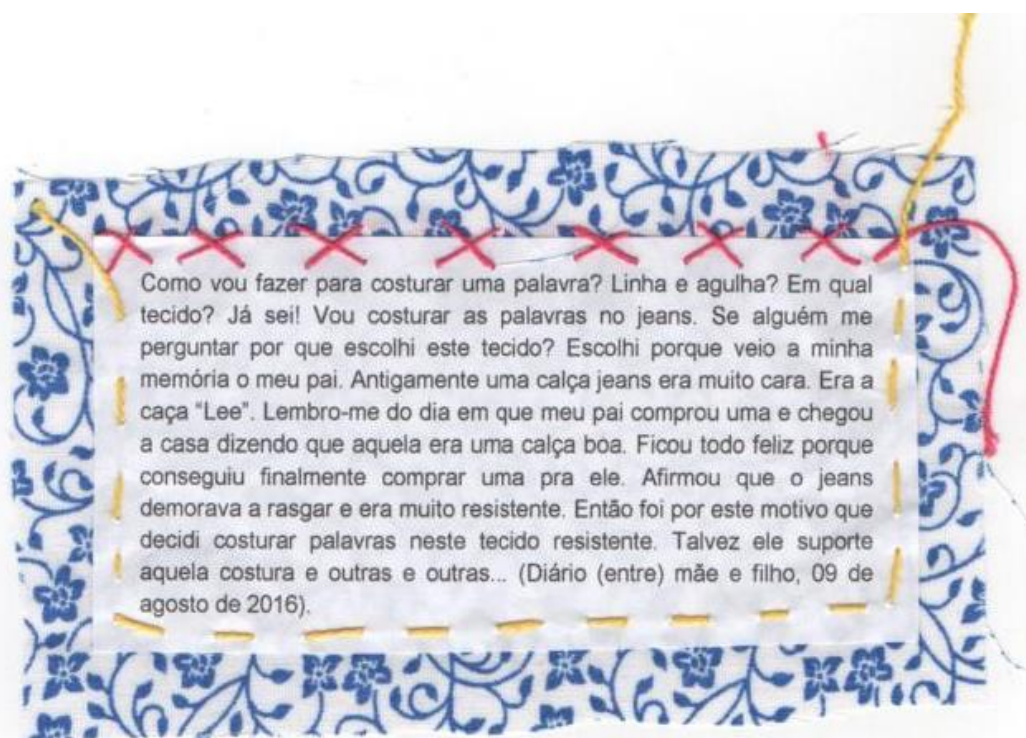 Como vou fazer para costurar uma palavra? Linha e agulha? Em qual
tecido? Já sei! Vou costurar as palavras no jeans. Se alguém me
perguntar por que escolhi este tecido? Escolhi porque veio a minha
memória o meu pai. Antigamente uma calça jeans era muito cara. Era a
caça “Lee”. Lembro-me do dia em que meu pai comprou uma e chegou
a casa dizendo que aquela era uma calça boa. Ficou todo feliz porque
conseguiu finalmente comprar uma pra ele. Afirmou que o jeans
demorava a rasgar e era muito resistente. Então foi por este motivo que
decidi costurar palavras neste tecido resistente. Talvez ele suporte
aquela costura e outras e outras... (Diário (entre) mãe e filho, 09 de
agosto de 2016).